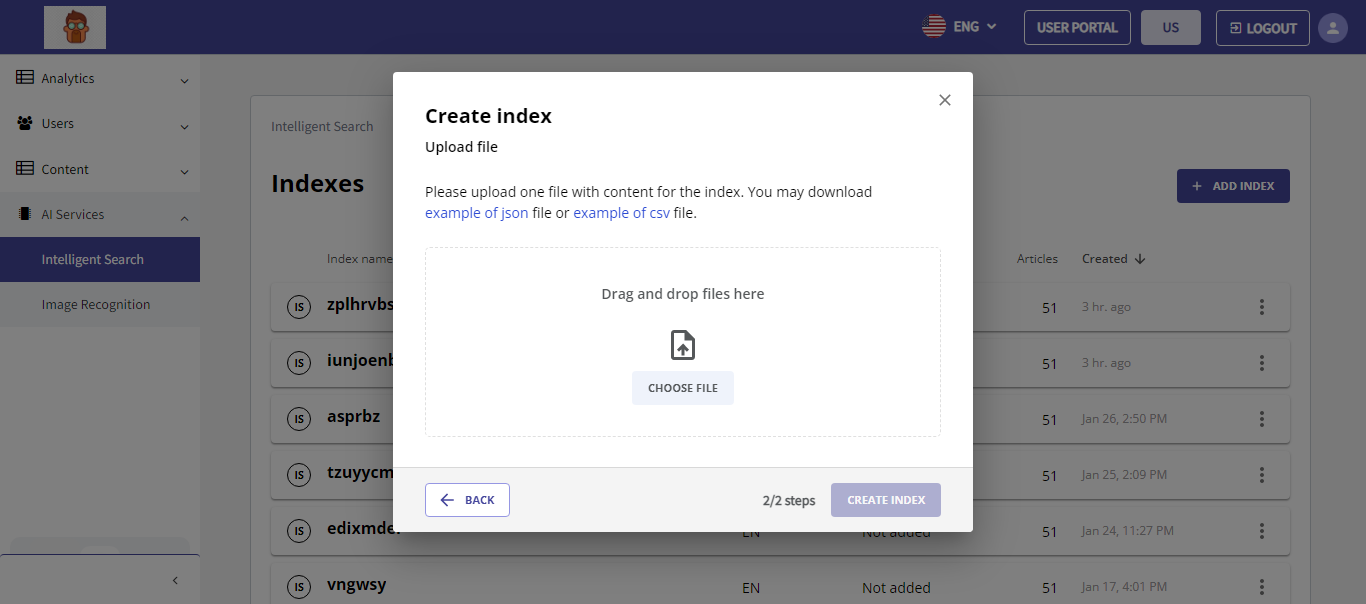 ENG
USER PORTAL
US
LOGOUT
Analytics
Users
Content
AI Services
Intelligent Search
Image Recognition
Intelligent Search
Indexes
ADD INDEX
Index name
Articles
Created
IS
zplhrvbs
51
3 hr. ago
IS
iunjoenb
51
3 hr. ago
IS
asprbz
51
Jan 26, 2:50 PM
IS
tzuyycm
51
Jan 25, 2:09 PM
IS
edixmder
EN
Not added
51
Jan 24, 11:27 PM
IS
vngwsy
EN
Not added
51
Jan 17, 4:01 PM
Create index
Upload file
Please upload one file with content for the index. You may download
example of json file or example of csv file.
Drag and drop files here
CHOOSE FILE
BACK
2/2 steps
CREATE INDEX